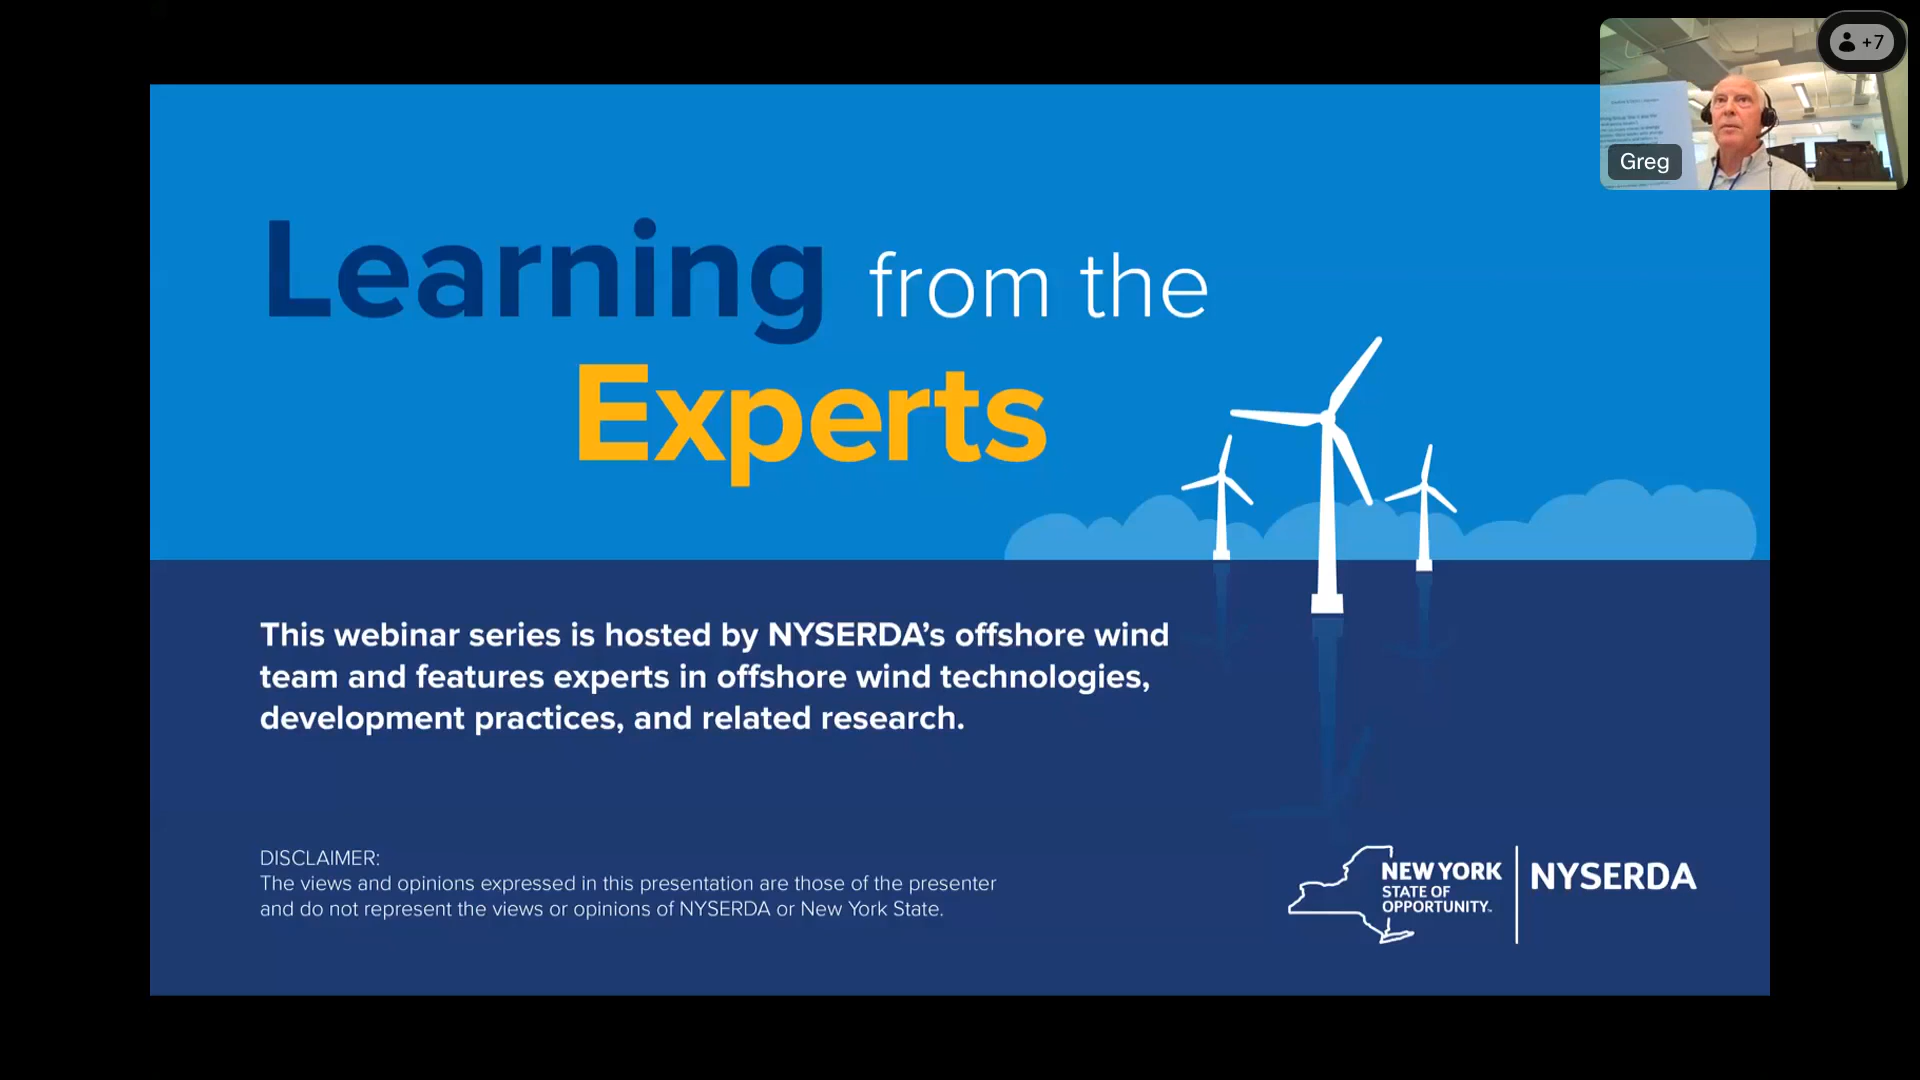 +7
Greg
Learning from the
Experts
This webinar series is hosted by NYSERDA’s offshore wind
team and features experts in offshore wind technologies,
development practices, and related research.
DISCLAIMER:
The views and opinions expressed in this presentation are those of the presenter
and do not represent the views or opinions of NYSERDA or New York State.
NEW YORK
STATE OF
OPPORTUNITY™
NYSERDA